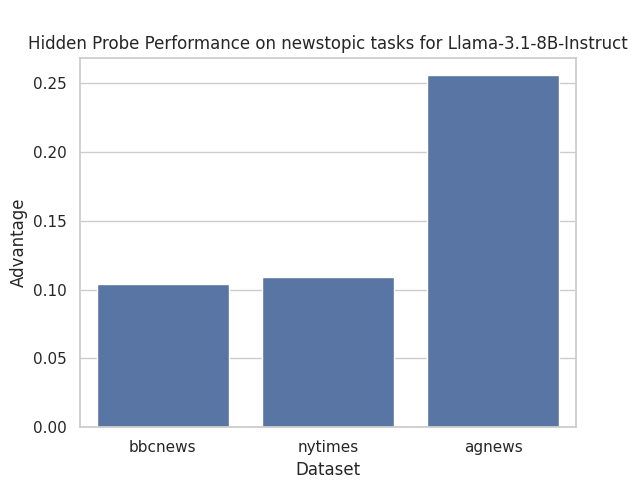 Hidden Probe Performance on newstopic tasks for Llama-3.1-8B-Instruct
0.25
0.20
0.15
0.10
0.05
0.00
Advantage
bbcnews
nytimes
agnews
Dataset